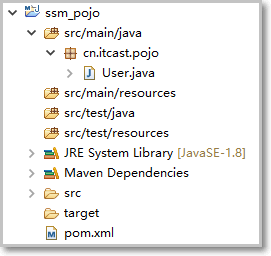 ssm_pojo
src/main/java
cn.itcast.pojo
User.java
src/main/resources
src/test/java
src/test/resources
JRE System Library [JavaSE-1.8]
Maven Dependencies
src
target
pom.xml